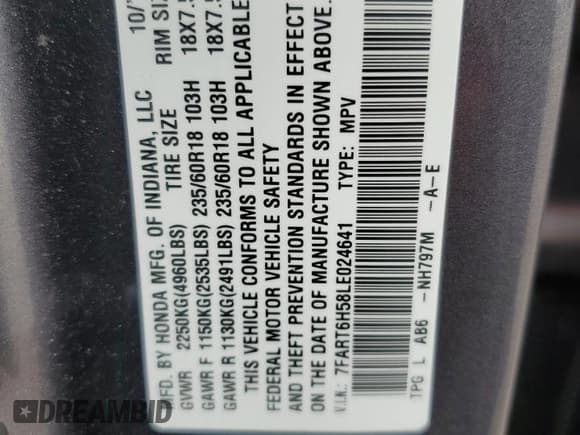 MFD. BY HONDA MFG. OF INDIANA, LLC 10/
GVWR 2250KG(4960LBS) TIRE SIZE RIM SIZ
GAWR F 1150KG(2535LBS) 235/60R18 103H 18X7.
GAWR R 1130KG(2491LBS) 235/60R18 103H 18X7.
THIS VEHICLE CONFORMS TO ALL APPLICABLE
FEDERAL MOTOR VEHICLE SAFETY
AND THEFT PREVENTION STANDARDS IN EFFECT
ON THE DATE OF MANUFACTURE SHOWN ABOVE.
V.I.N.: 7FART6H58LE024641 TYPE: MPV
TPG L AB6 -NH797M -A-E
DREAMBID